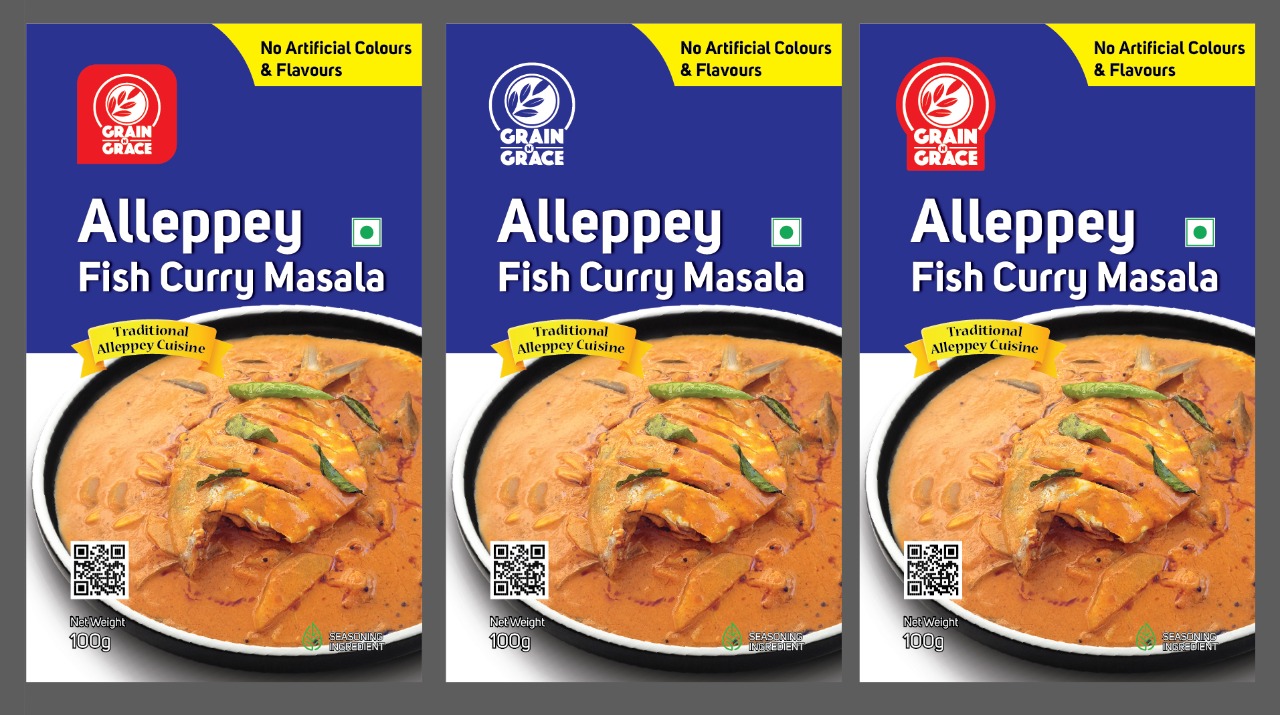 No Artificial Colours
& Flavours
GRAIN
N
GRACE
Alleppey
Fish Curry Masala
Traditional
Alleppey Cuisine
Net Weight
100g
SEASONING
INGREDIENT
No Artificial Colours
& Flavours
GRAIN
N
GRACE
Alleppey
Fish Curry Masala
Traditional
Alleppey Cuisine
Net Weight
100g
SEASONING
INGREDIENT
No Artificial Colours
& Flavours
GRAIN
N
GRACE
Alleppey
Fish Curry Masala
Traditional
Alleppey Cuisine
Net Weight
100g
SEASONING
INGREDIENT